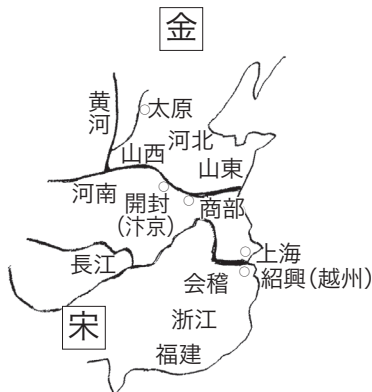 金
黄河
太原
河北
山西
山東
河南
開封
(汴京)
商部
長江
上海
会稽
紹興(越州)
宋
浙江
福建